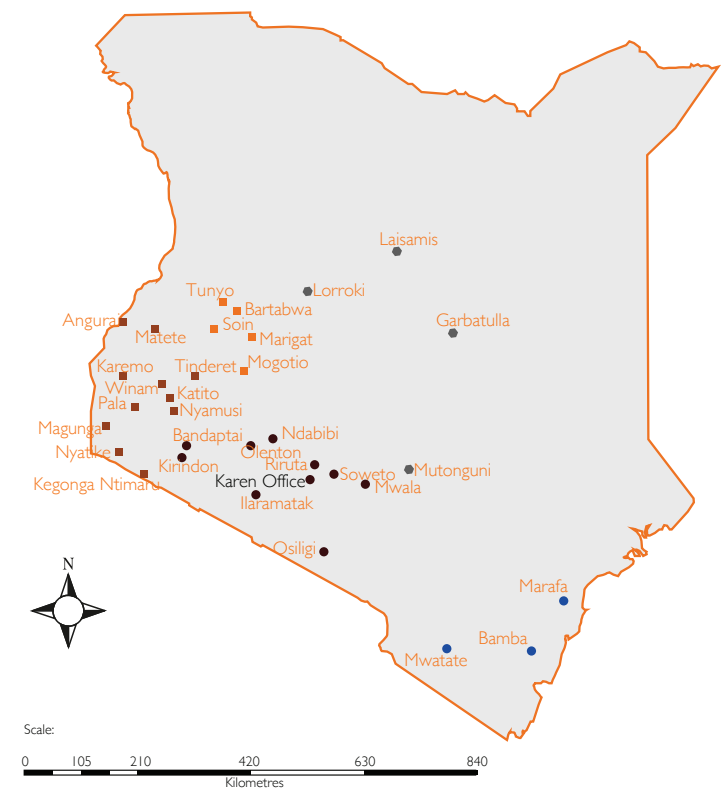 Laisamis
Tunyo
Lorroki
Bartabwa
Angurai
Soin
Garbatulla
Matete
Marigat
Karemo
Tinderet
Mogotio
Winam
Katito
Pala
Nyamusi
Magunga
Bandaptai
Ndabibi
Nyatike
Olenton
Kirindon
Riruta
Soweto
Mutonguni
Kegonga Ntimaru
Karen Office
Mwala
Ilaramatak
Osiligi
N
Marafa
Bamba
Mwatate
Scale:
0 105 210 420 630 840
Kilometres